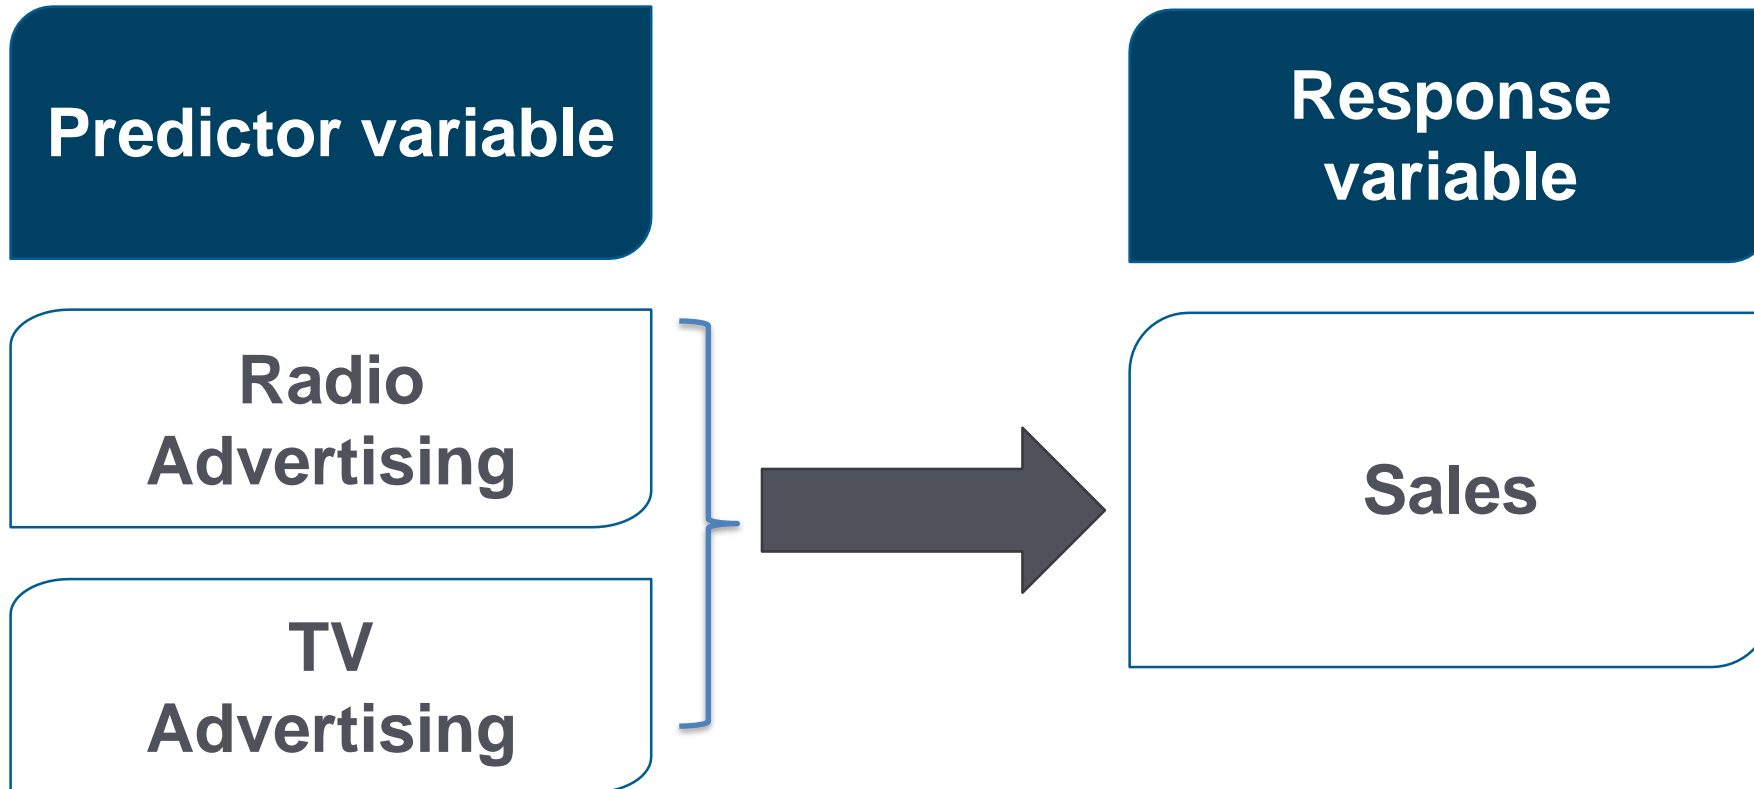 Predictor variable
Response
variable
Radio
Advertising
TV
Advertising
Sales